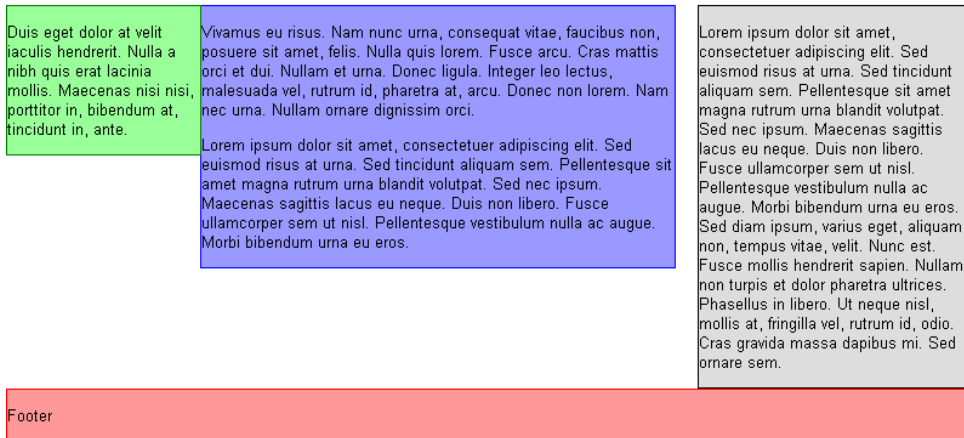 Duis eget dolor at velit
iaculis hendrerit. Nulla a
nibh quis erat lacinia
mollis. Maecenas nisi nisi,
porttitor in, bibendum at,
tincidunt in, ante.
Vivamus eu risus. Nam nunc urna, consequat vitae, faucibus non,
posuere sit amet, felis. Nulla quis lorem. Fusce arcu. Cras mattis
orci et dui. Nullam et urna. Donec ligula. Integer leo lectus,
malesuada vel, rutrum id, pharetra at, arcu. Donec non lorem. Nam
nec urna. Nullam ornare dignissim orci.
Lorem ipsum dolor sit amet, consectetuer adipiscing elit. Sed
euismod risus at urna. Sed tincidunt aliquam sem. Pellentesque sit
amet magna rutrum urna blandit volutpat. Sed nec ipsum.
Maecenas sagittis lacus eu neque. Duis non libero. Fusce
ullamcorper sem ut nisl. Pellentesque vestibulum nulla ac augue.
Morbi bibendum urna eu eros.
Lorem ipsum dolor sit amet,
consectetuer adipiscing elit. Sed
euismod risus at urna. Sed tincidunt
aliquam sem. Pellentesque sit amet
magna rutrum urna blandit volutpat.
Sed nec ipsum. Maecenas sagittis
lacus eu neque. Duis non libero.
Fusce ullamcorper sem ut nisl.
Pellentesque vestibulum nulla ac
augue. Morbi bibendum urna eu eros.
Sed diam ipsum, varius eget, aliquam
non, tempus vitae, velit. Nunc est.
Fusce mollis hendrerit sapien. Nullam
non turpis et dolor pharetra ultrices.
Phasellus in libero. Ut neque nisl,
mollis at, fringilla vel, rutrum id, odio.
Cras gravida massa dapibus mi. Sed
ornare sem.
Footer